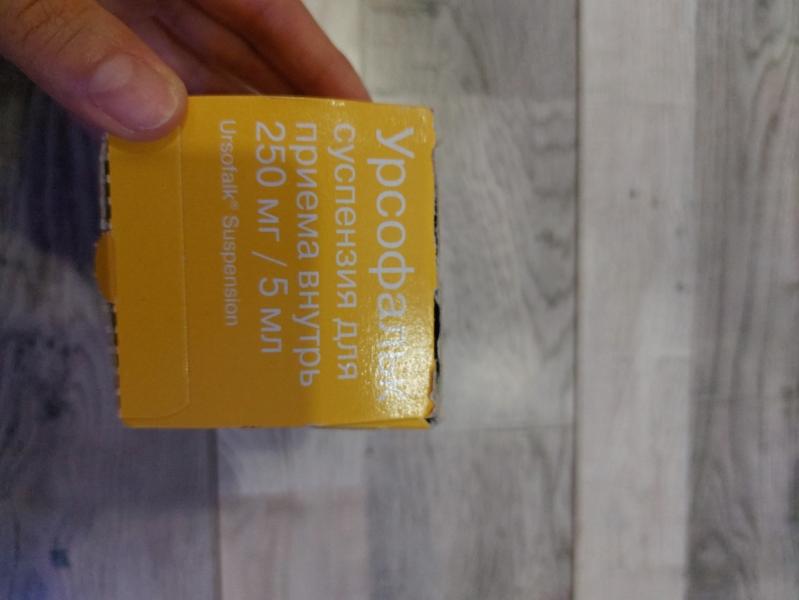 Урсофальк
суспензия для
приема внутрь
250 мг / 5 мл
Ursofalk® Suspension